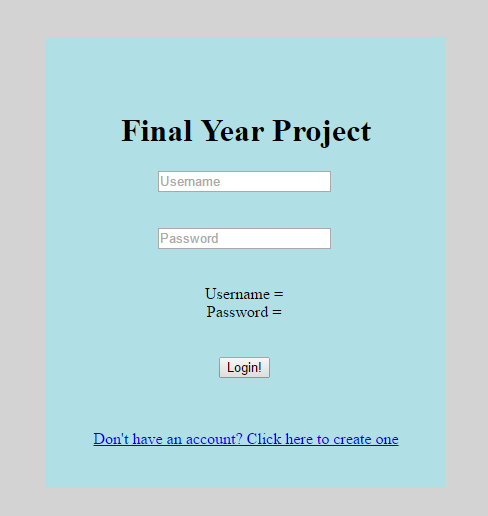 Final Year Project
Username
Password
Username =
Password =
Login!
Don't have an account? Click here to create one